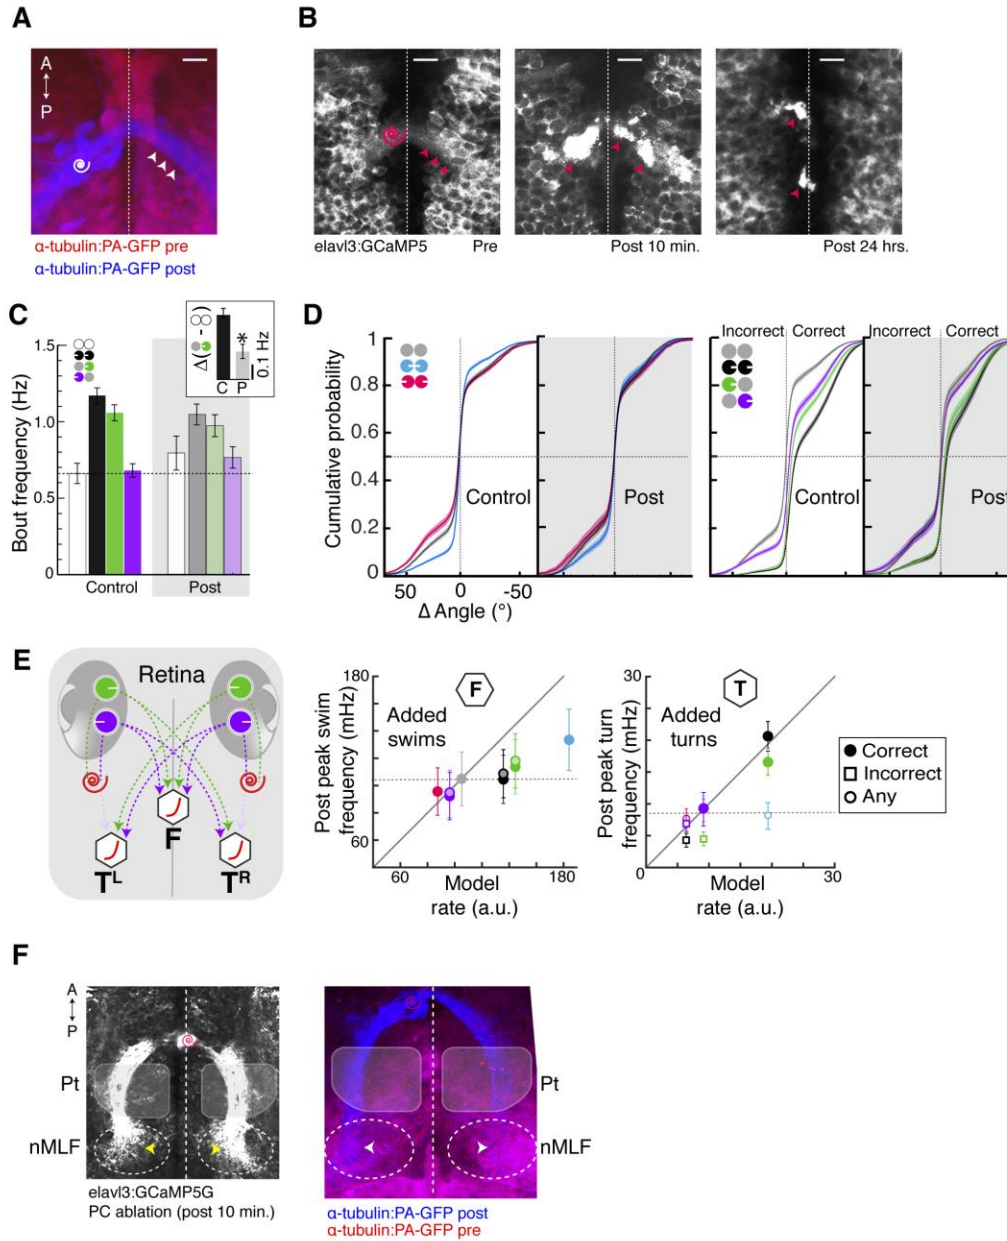 A
A
P
α-tubulin:PA-GFP pre
α-tubulin:PA-GFP post
B
elavl3:GCaMP5 Pre
Post 10 min.
Post 24 hrs.
C
Bout frequency (Hz)
1.5
1.0
0.5
0
Control
Post
Δ( - )
*
0.1 Hz
C P
D
Cumulative probability
1
0.8
0.6
0.4
0.2
0
Control
Post
50 0 -50
Δ Angle (°)
Incorrect Correct Incorrect Correct
Control
Post
E
Retina
F
T^L
T^R
Post peak swim
frequency (mHz)
180
60
Added
swims
F
60 180
Model
rate (a.u.)
Post peak turn
frequency (mHz)
30
0
Added
turns
T
30
Model
rate (a.u.)
Correct
Incorrect
Any
F
A
P
Pt
nMLF
elavl3:GCaMP5G
PC ablation (post 10 min.)
Pt
nMLF
α-tubulin:PA-GFP post
α-tubulin:PA-GFP pre